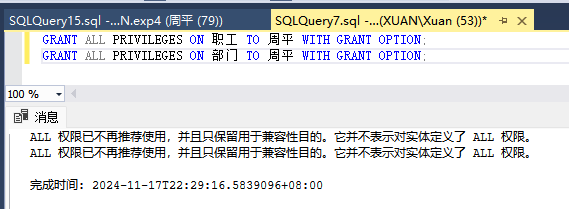 SQLQuery15.sql -...N.exp4 (周平 (79))
SQLQuery7.sql -...(XUAN\Xuan (53))*
GRANT ALL PRIVILEGES ON 职工 TO 周平 WITH GRANT OPTION;
GRANT ALL PRIVILEGES ON 部门 TO 周平 WITH GRANT OPTION;
100 %
消息
ALL 权限已不再推荐使用，并且只保留用于兼容性目的。它并不表示对实体定义了 ALL 权限。
ALL 权限已不再推荐使用，并且只保留用于兼容性目的。它并不表示对实体定义了 ALL 权限。
完成时间: 2024-11-17T22:29:16.5839096+08:00